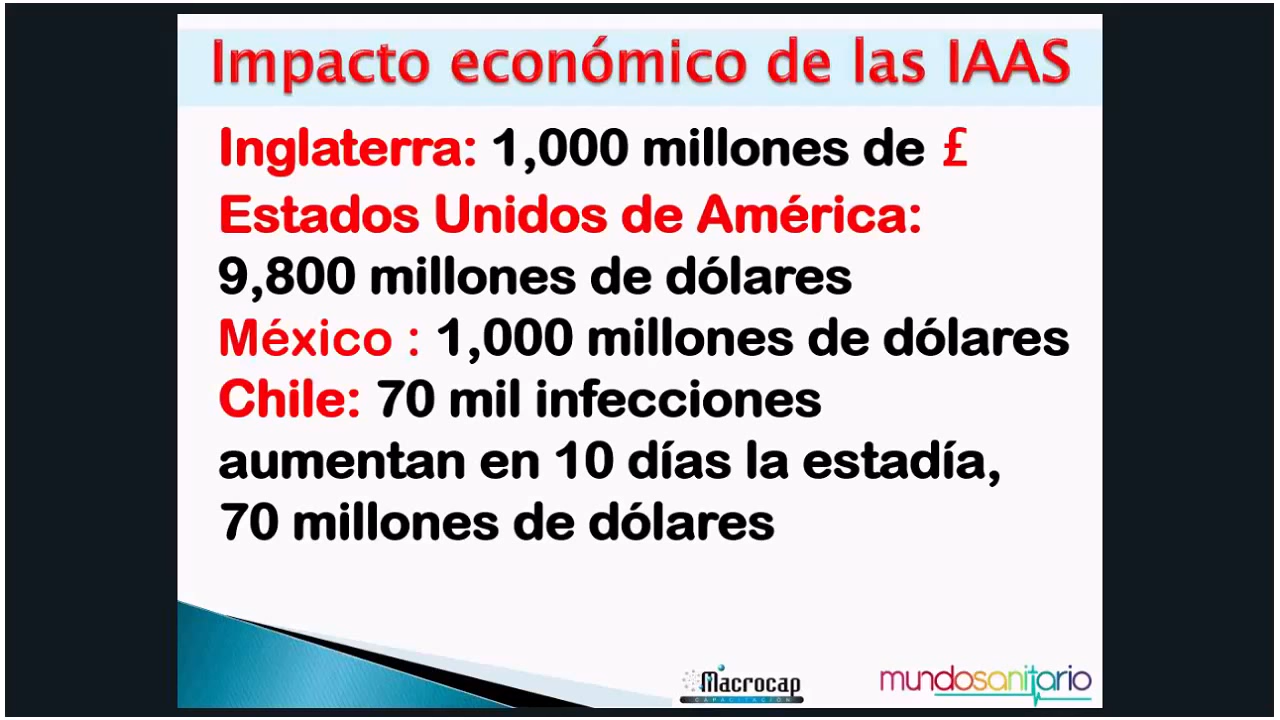 Impacto económico de las IAAS
Inglaterra: 1,000 millones de £
Estados Unidos de América:
9,800 millones de dólares
México : 1,000 millones de dólares
Chile: 70 mil infecciones
aumentan en 10 días la estadía,
70 millones de dólares
Macrocap
CAPACITACIÓN
mundosanitario